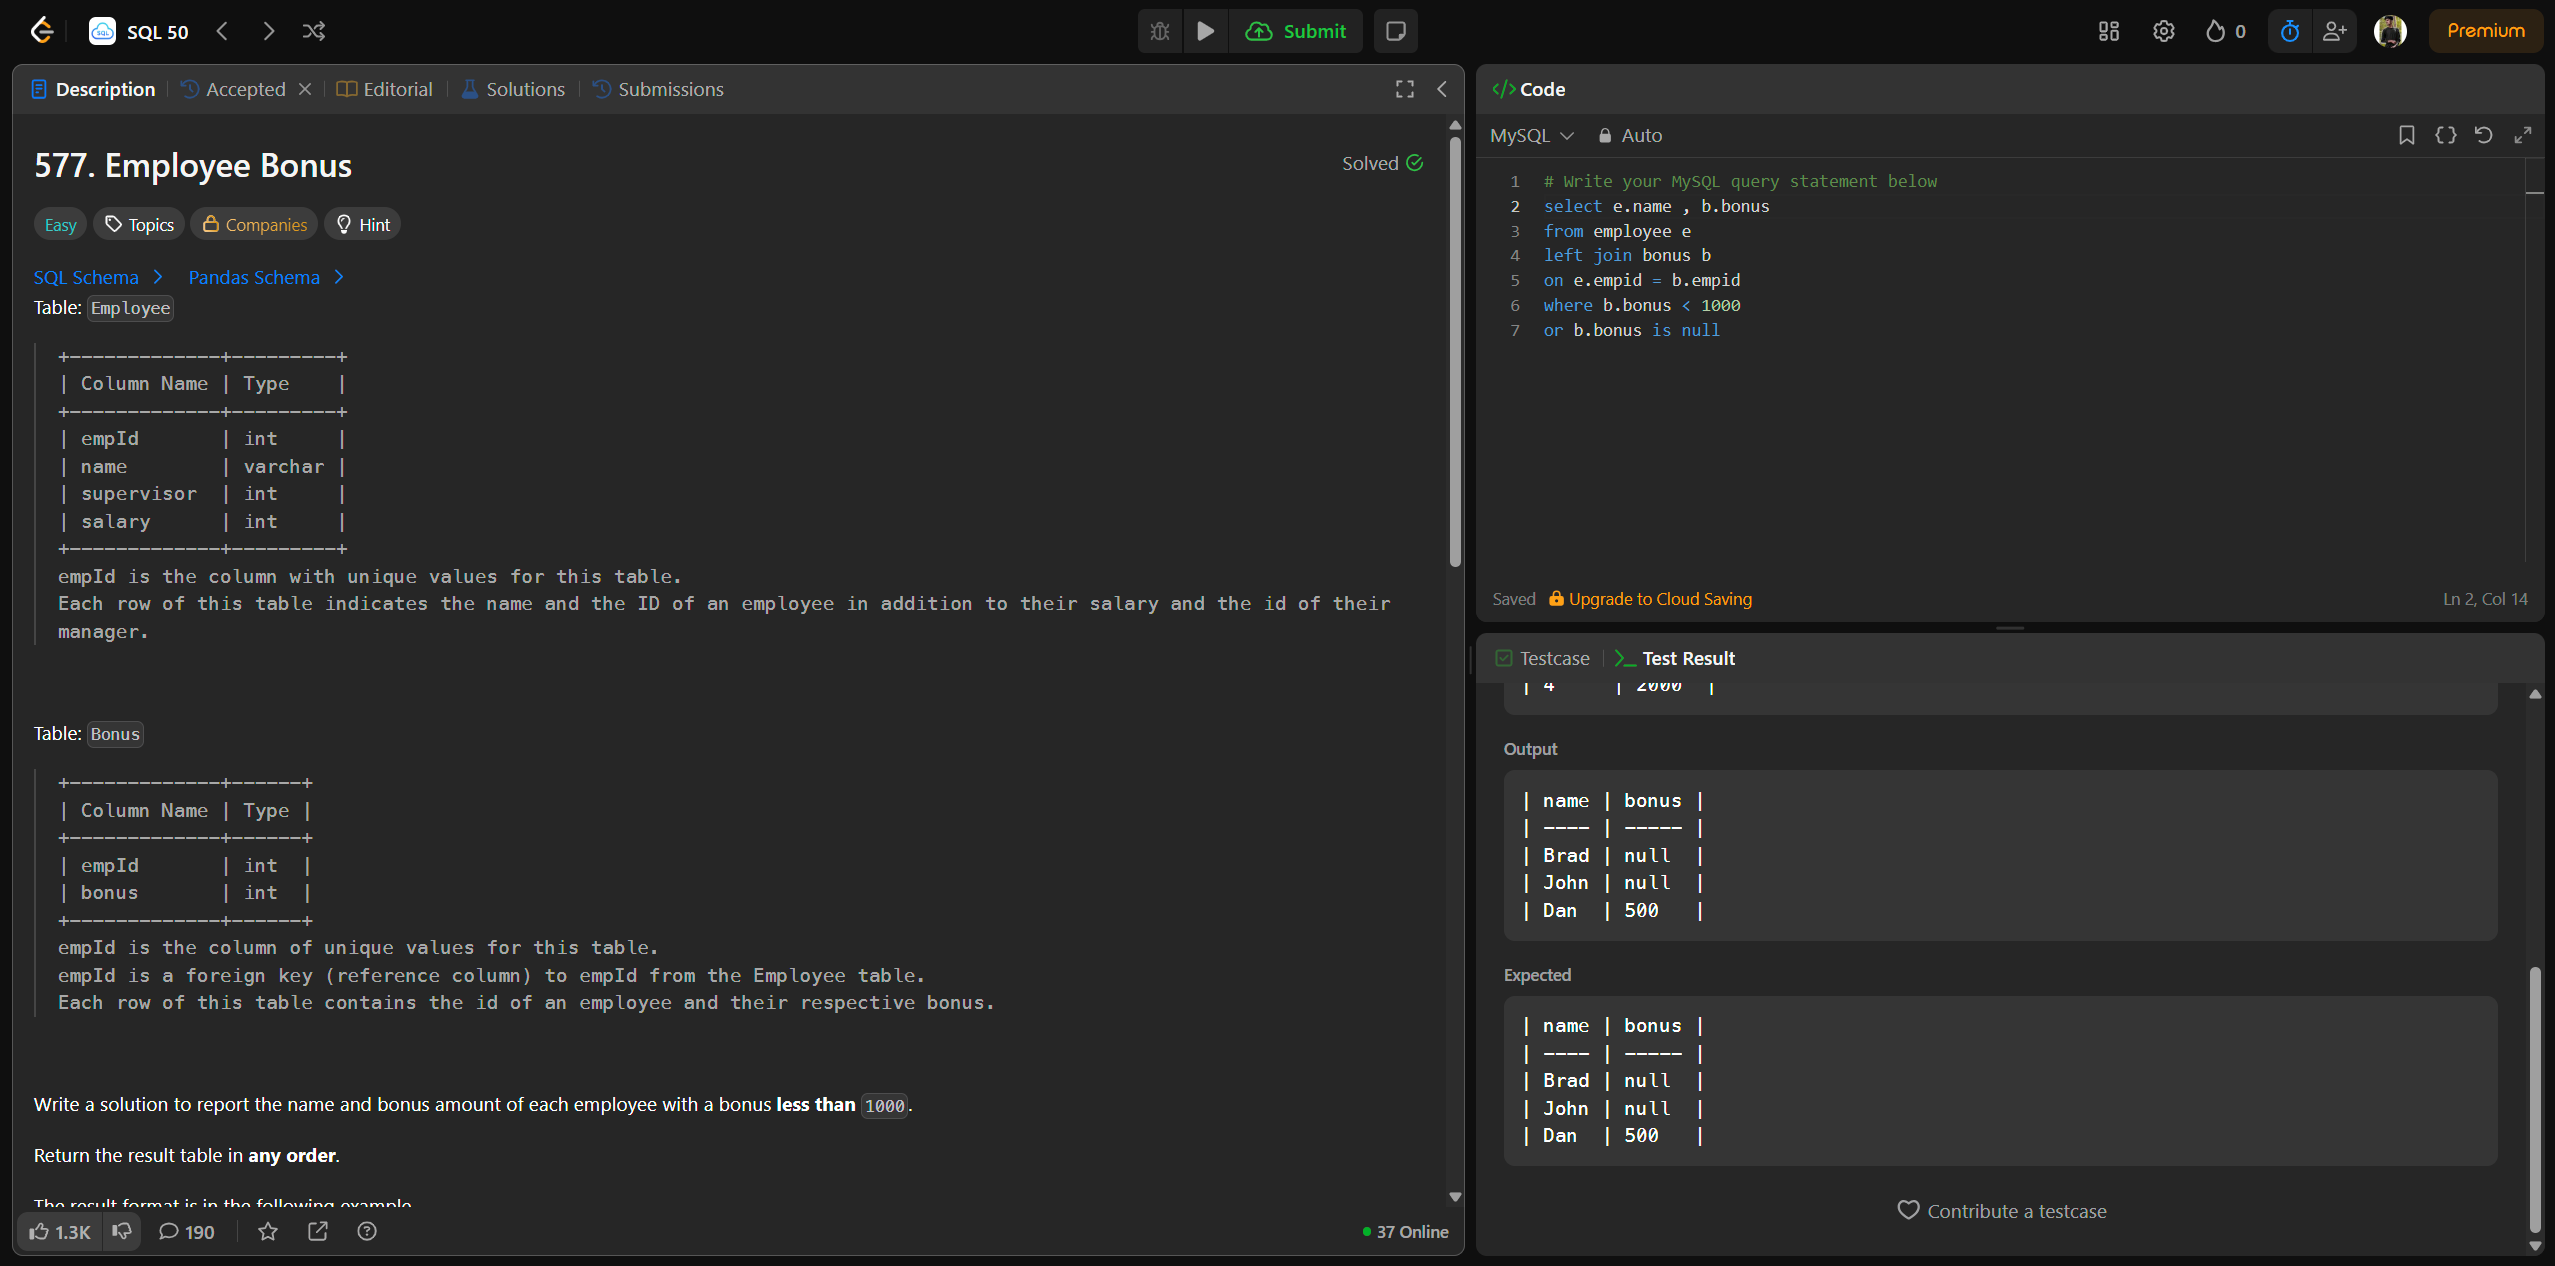 SQL 50
Submit
0
Premium
Description
Accepted
Editorial
Solutions
Submissions
577. Employee Bonus
Solved
Easy
Topics
Companies
Hint
SQL Schema
Pandas Schema
Table: Employee
+-------------+---------+
| Column Name | Type    |
+-------------+---------+
| empId       | int     |
| name        | varchar |
| supervisor  | int     |
| salary      | int     |
+-------------+---------+
empId is the column with unique values for this table.
Each row of this table indicates the name and the ID of an employee in addition to their salary and the id of their
manager.
Table: Bonus
+-------------+------+
| Column Name | Type |
+-------------+------+
| empId       | int  |
| bonus       | int  |
+-------------+------+
empId is the column of unique values for this table.
empId is a foreign key (reference column) to empId from the Employee table.
Each row of this table contains the id of an employee and their respective bonus.
Write a solution to report the name and bonus amount of each employee with a bonus less than 1000.
Return the result table in any order.
The result format is in the following example.
1.3K
190
37 Online
</> Code
MySQL
Auto
1 # Write your MySQL query statement below
2 select e.name , b.bonus
3 from employee e
4 left join bonus b
5 on e.empid = b.empid
6 where b.bonus < 1000
7 or b.bonus is null
Saved
Upgrade to Cloud Saving
Ln 2, Col 14
Testcase
>_ Test Result
| 4     | 2000  |
Output
| name | bonus |
| ---- | ----- |
| Brad | null  |
| John | null  |
| Dan  | 500   |
Expected
| name | bonus |
| ---- | ----- |
| Brad | null  |
| John | null  |
| Dan  | 500   |
Contribute a testcase